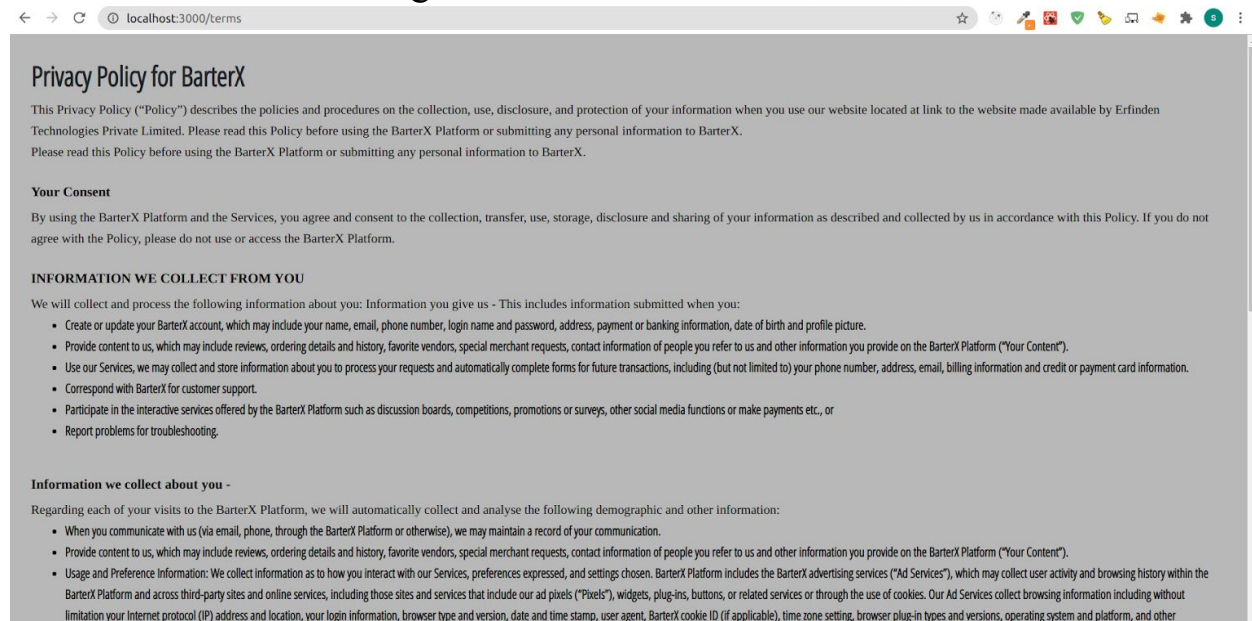 localhost:3000/terms
S
Privacy Policy for BarterX
This Privacy Policy (“Policy”) describes the policies and procedures on the collection, use, disclosure, and protection of your information when you use our website located at link to the website made available by Erfinden
Technologies Private Limited. Please read this Policy before using the BarterX Platform or submitting any personal information to BarterX.
Please read this Policy before using the BarterX Platform or submitting any personal information to BarterX.
Your Consent
By using the BarterX Platform and the Services, you agree and consent to the collection, transfer, use, storage, disclosure and sharing of your information as described and collected by us in accordance with this Policy. If you do not
agree with the Policy, please do not use or access the BarterX Platform.
INFORMATION WE COLLECT FROM YOU
We will collect and process the following information about you: Information you give us - This includes information submitted when you:
• Create or update your BarterX account, which may include your name, email, phone number, login name and password, address, payment or banking information, date of birth and profile picture.
• Provide content to us, which may include reviews, ordering details and history, favorite vendors, special merchant requests, contact information of people you refer to us and other information you provide on the BarterX Platform (“Your Content”).
• Use our Services, we may collect and store information about you to process your requests and automatically complete forms for future transactions, including (but not limited to) your phone number, address, email, billing information and credit or payment card information.
• Correspond with BarterX for customer support.
• Participate in the interactive services offered by the BarterX Platform such as discussion boards, competitions, promotions or surveys, other social media functions or make payments etc., or
• Report problems for troubleshooting.
Information we collect about you -
Regarding each of your visits to the BarterX Platform, we will automatically collect and analyse the following demographic and other information:
• When you communicate with us (via email, phone, through the BarterX Platform or otherwise), we may maintain a record of your communication.
• Provide content to us, which may include reviews, ordering details and history, favorite vendors, special merchant requests, contact information of people you refer to us and other information you provide on the BarterX Platform (“Your Content”).
• Usage and Preference Information: We collect information as to how you interact with our Services, preferences expressed, and settings chosen. BarterX Platform includes the BarterX advertising services (“Ad Services”), which may collect user activity and browsing history within the
BarterX Platform and across third-party sites and online services, including those sites and services that include our ad pixels (“Pixels”), widgets, plug-ins, buttons, or related services or through the use of cookies. Our Ad Services collect browsing information including without
limitation your Internet protocol (IP) address and location, your login information, browser type and version, date and time stamp, user agent, BarterX cookie ID (if applicable), time zone setting, browser plug-in types and versions, operating system and platform, and other